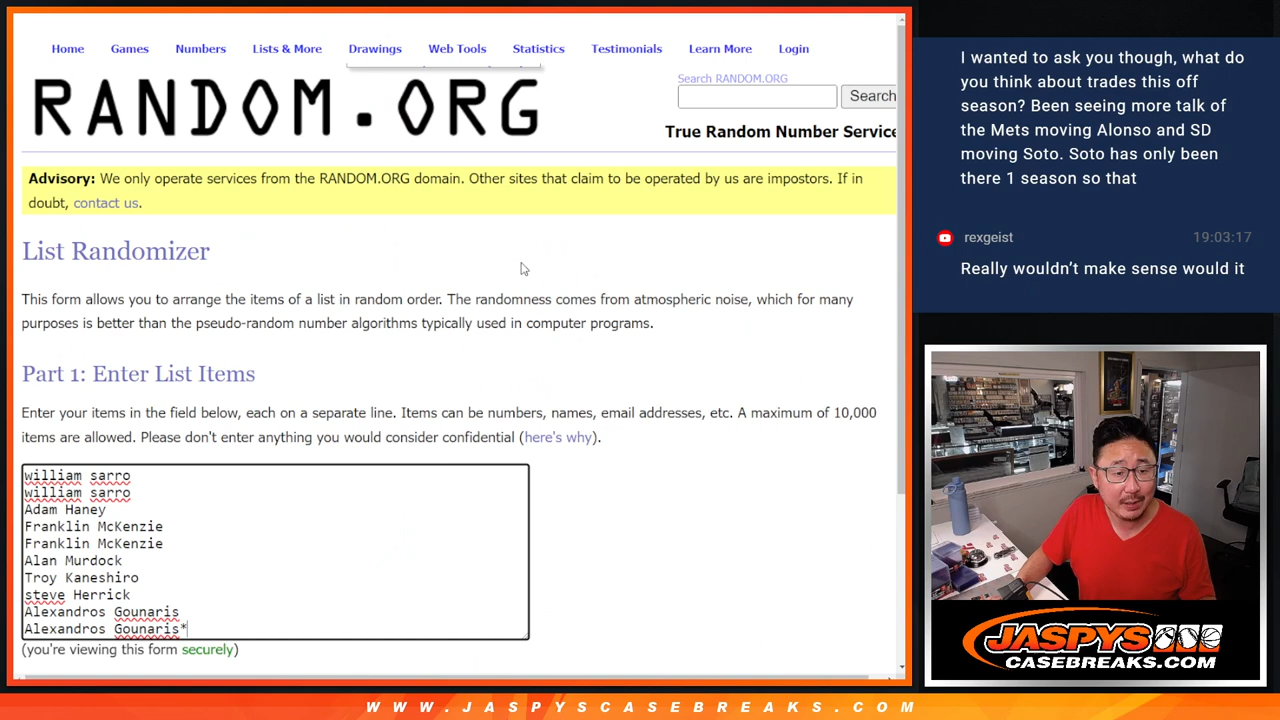 Home Games Numbers Lists & More Drawings Web Tools Statistics Testimonials Learn More Login
RANDOM.ORG
Search RANDOM.ORG
Search
True Random Number Service
Advisory: We only operate services from the RANDOM.ORG domain. Other sites that claim to be operated by us are impostors. If in
doubt, contact us.
List Randomizer
This form allows you to arrange the items of a list in random order. The randomness comes from atmospheric noise, which for many
purposes is better than the pseudo-random number algorithms typically used in computer programs.
Part 1: Enter List Items
Enter your items in the field below, each on a separate line. Items can be numbers, names, email addresses, etc. A maximum of 10,000
items are allowed. Please don't enter anything you would consider confidential (here's why).
william sarro
william sarro
Adam Haney
Franklin McKenzie
Franklin McKenzie
Alan Murdock
Troy Kaneshiro
steve Herrick
Alexandros Gounaris
Alexandros Gounaris*
(you're viewing this form securely)
I wanted to ask you though, what do
you think about trades this off
season? Been seeing more talk of
the Mets moving Alonso and SD
moving Soto. Soto has only been
there 1 season so that
rexgeist 19:03:17
Really wouldn't make sense would it
JASPYS
CASEBREAKS.COM
WWW.JASPYSCASEBREAKS.COM